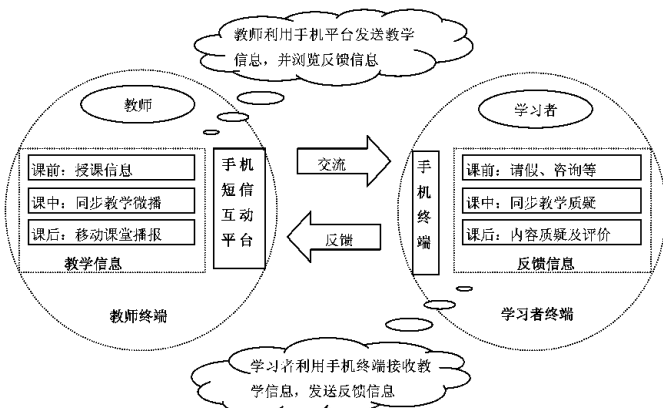 教师利用手机平台发送教学
信息，并浏览反馈信息
教师
课前：授课信息
课中：同步教学微播
课后：移动课堂播报
教学信息
手机
短信
互动
平台
教师终端
交流
反馈
学习者
手
机
终
端
课前：请假、咨询等
课中：同步教学质疑
课后：内容质疑及评价
反馈信息
学习者终端
学习者利用手机终端接收教
学信息，发送反馈信息